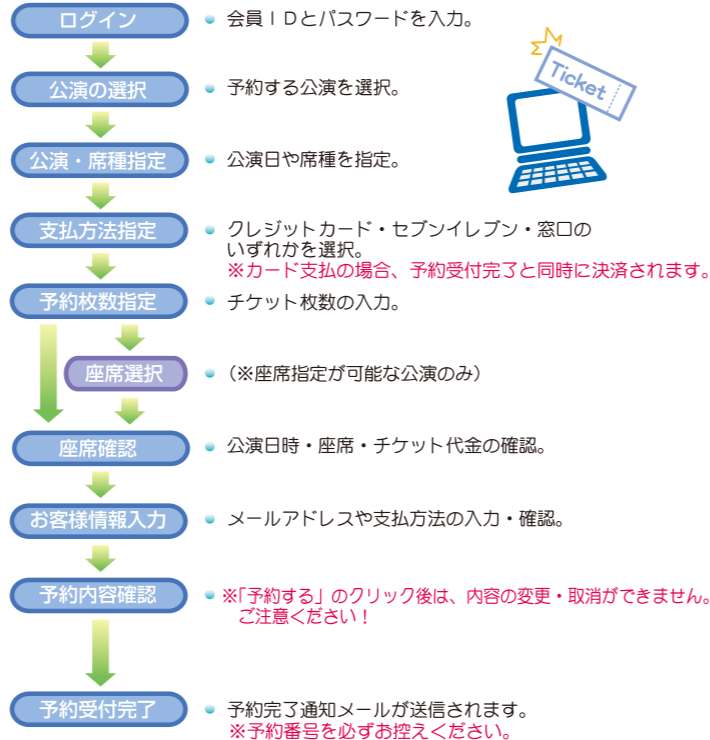 ログイン
会員ＩＤとパスワードを入力。
Ticket
公演の選択
予約する公演を選択。
公演・席種指定
公演日や席種を指定。
支払方法指定
クレジットカード・セブンイレブン・窓口の
いずれかを選択。
※カード支払の場合、予約受付完了と同時に決済されます。
予約枚数指定
チケット枚数の入力。
座席選択
（※座席指定が可能な公演のみ）
座席確認
公演日時・座席・チケット代金の確認。
お客様情報入力
メールアドレスや支払方法の入力・確認。
予約内容確認
※「予約する」のクリック後は、内容の変更・取消ができません。
ご注意ください！
予約受付完了
予約完了通知メールが送信されます。
※予約番号を必ずお控えください。